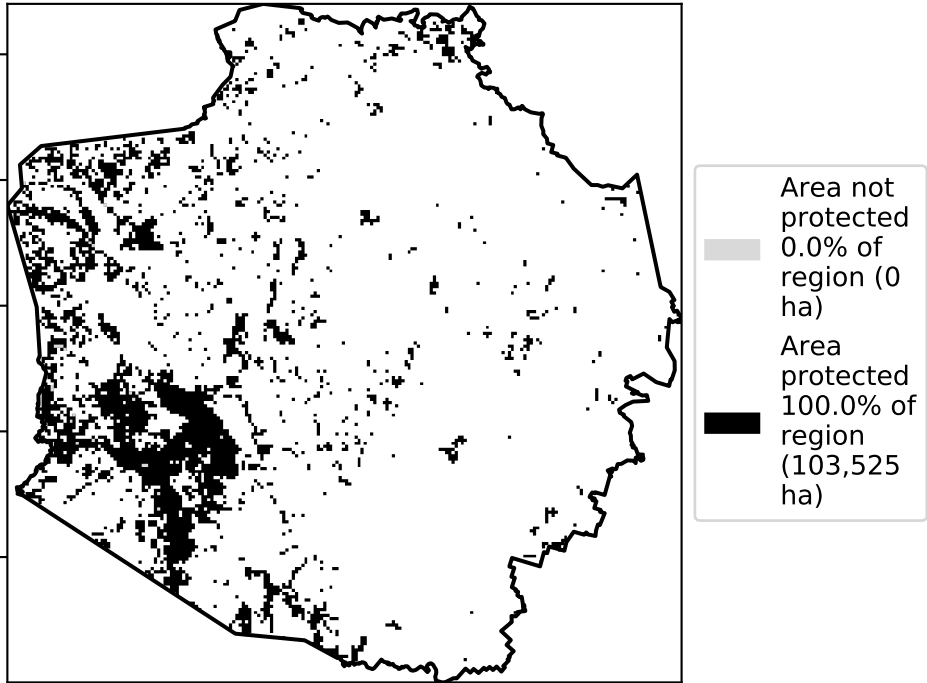 Area not
protected
0.0% of
region (0
ha)
Area
protected
100.0% of
region
(103,525
ha)